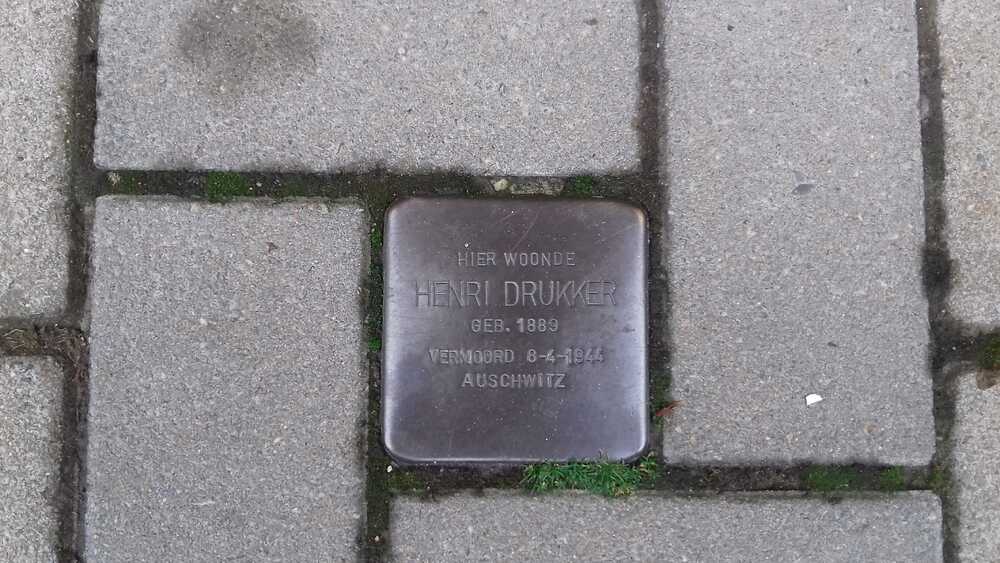 HIER WOONDE
HENRI DRUKKER
GEB. 1889
VERMOORD 8-4-1944
AUSCHWITZ